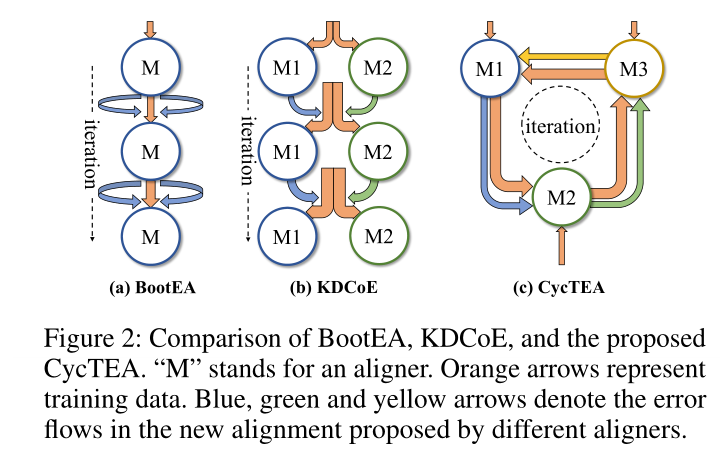 M
M
M
iteration
(a) BootEA
M1
M2
M1
M2
M1
M2
iteration
(b) KDCoE
M1
M3
iteration
M2
(c) CycTEA
Figure 2: Comparison of BootEA, KDCoE, and the proposed
CycTEA. “M” stands for an aligner. Orange arrows represent
training data. Blue, green and yellow arrows denote the error
flows in the new alignment proposed by different aligners.